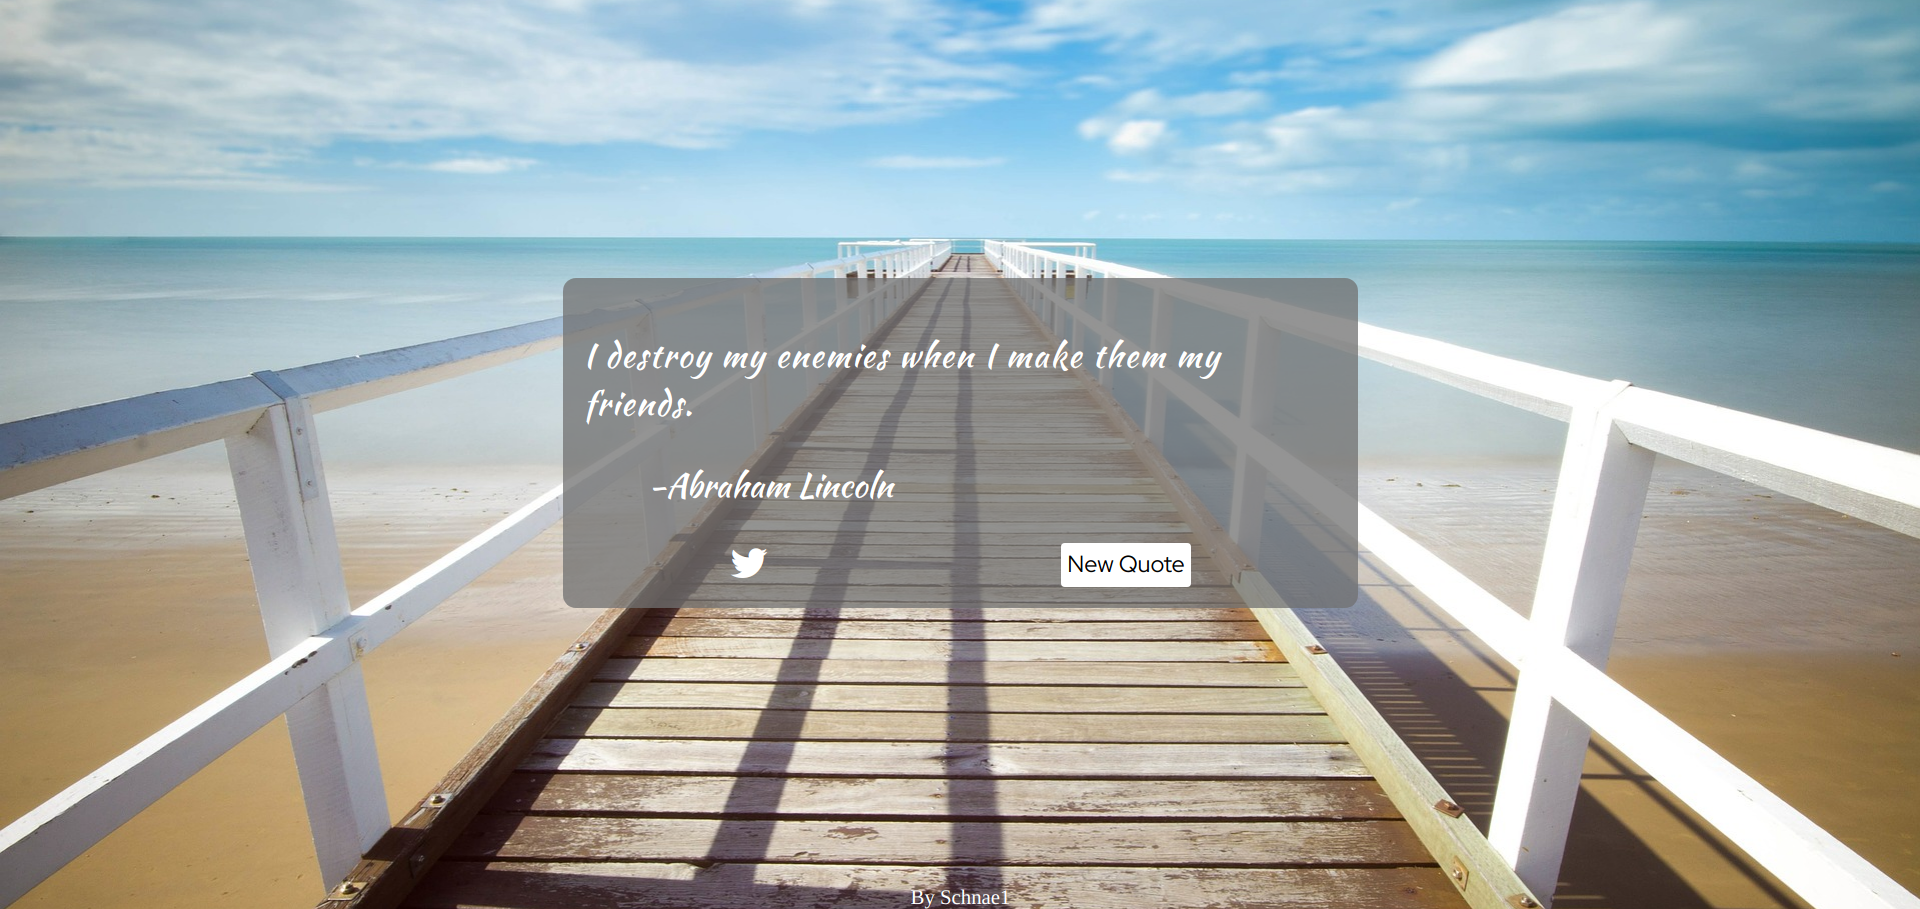 I destroy my enemies when I make them my
friends.
-Abraham Lincoln
New Quote
By Schnae1